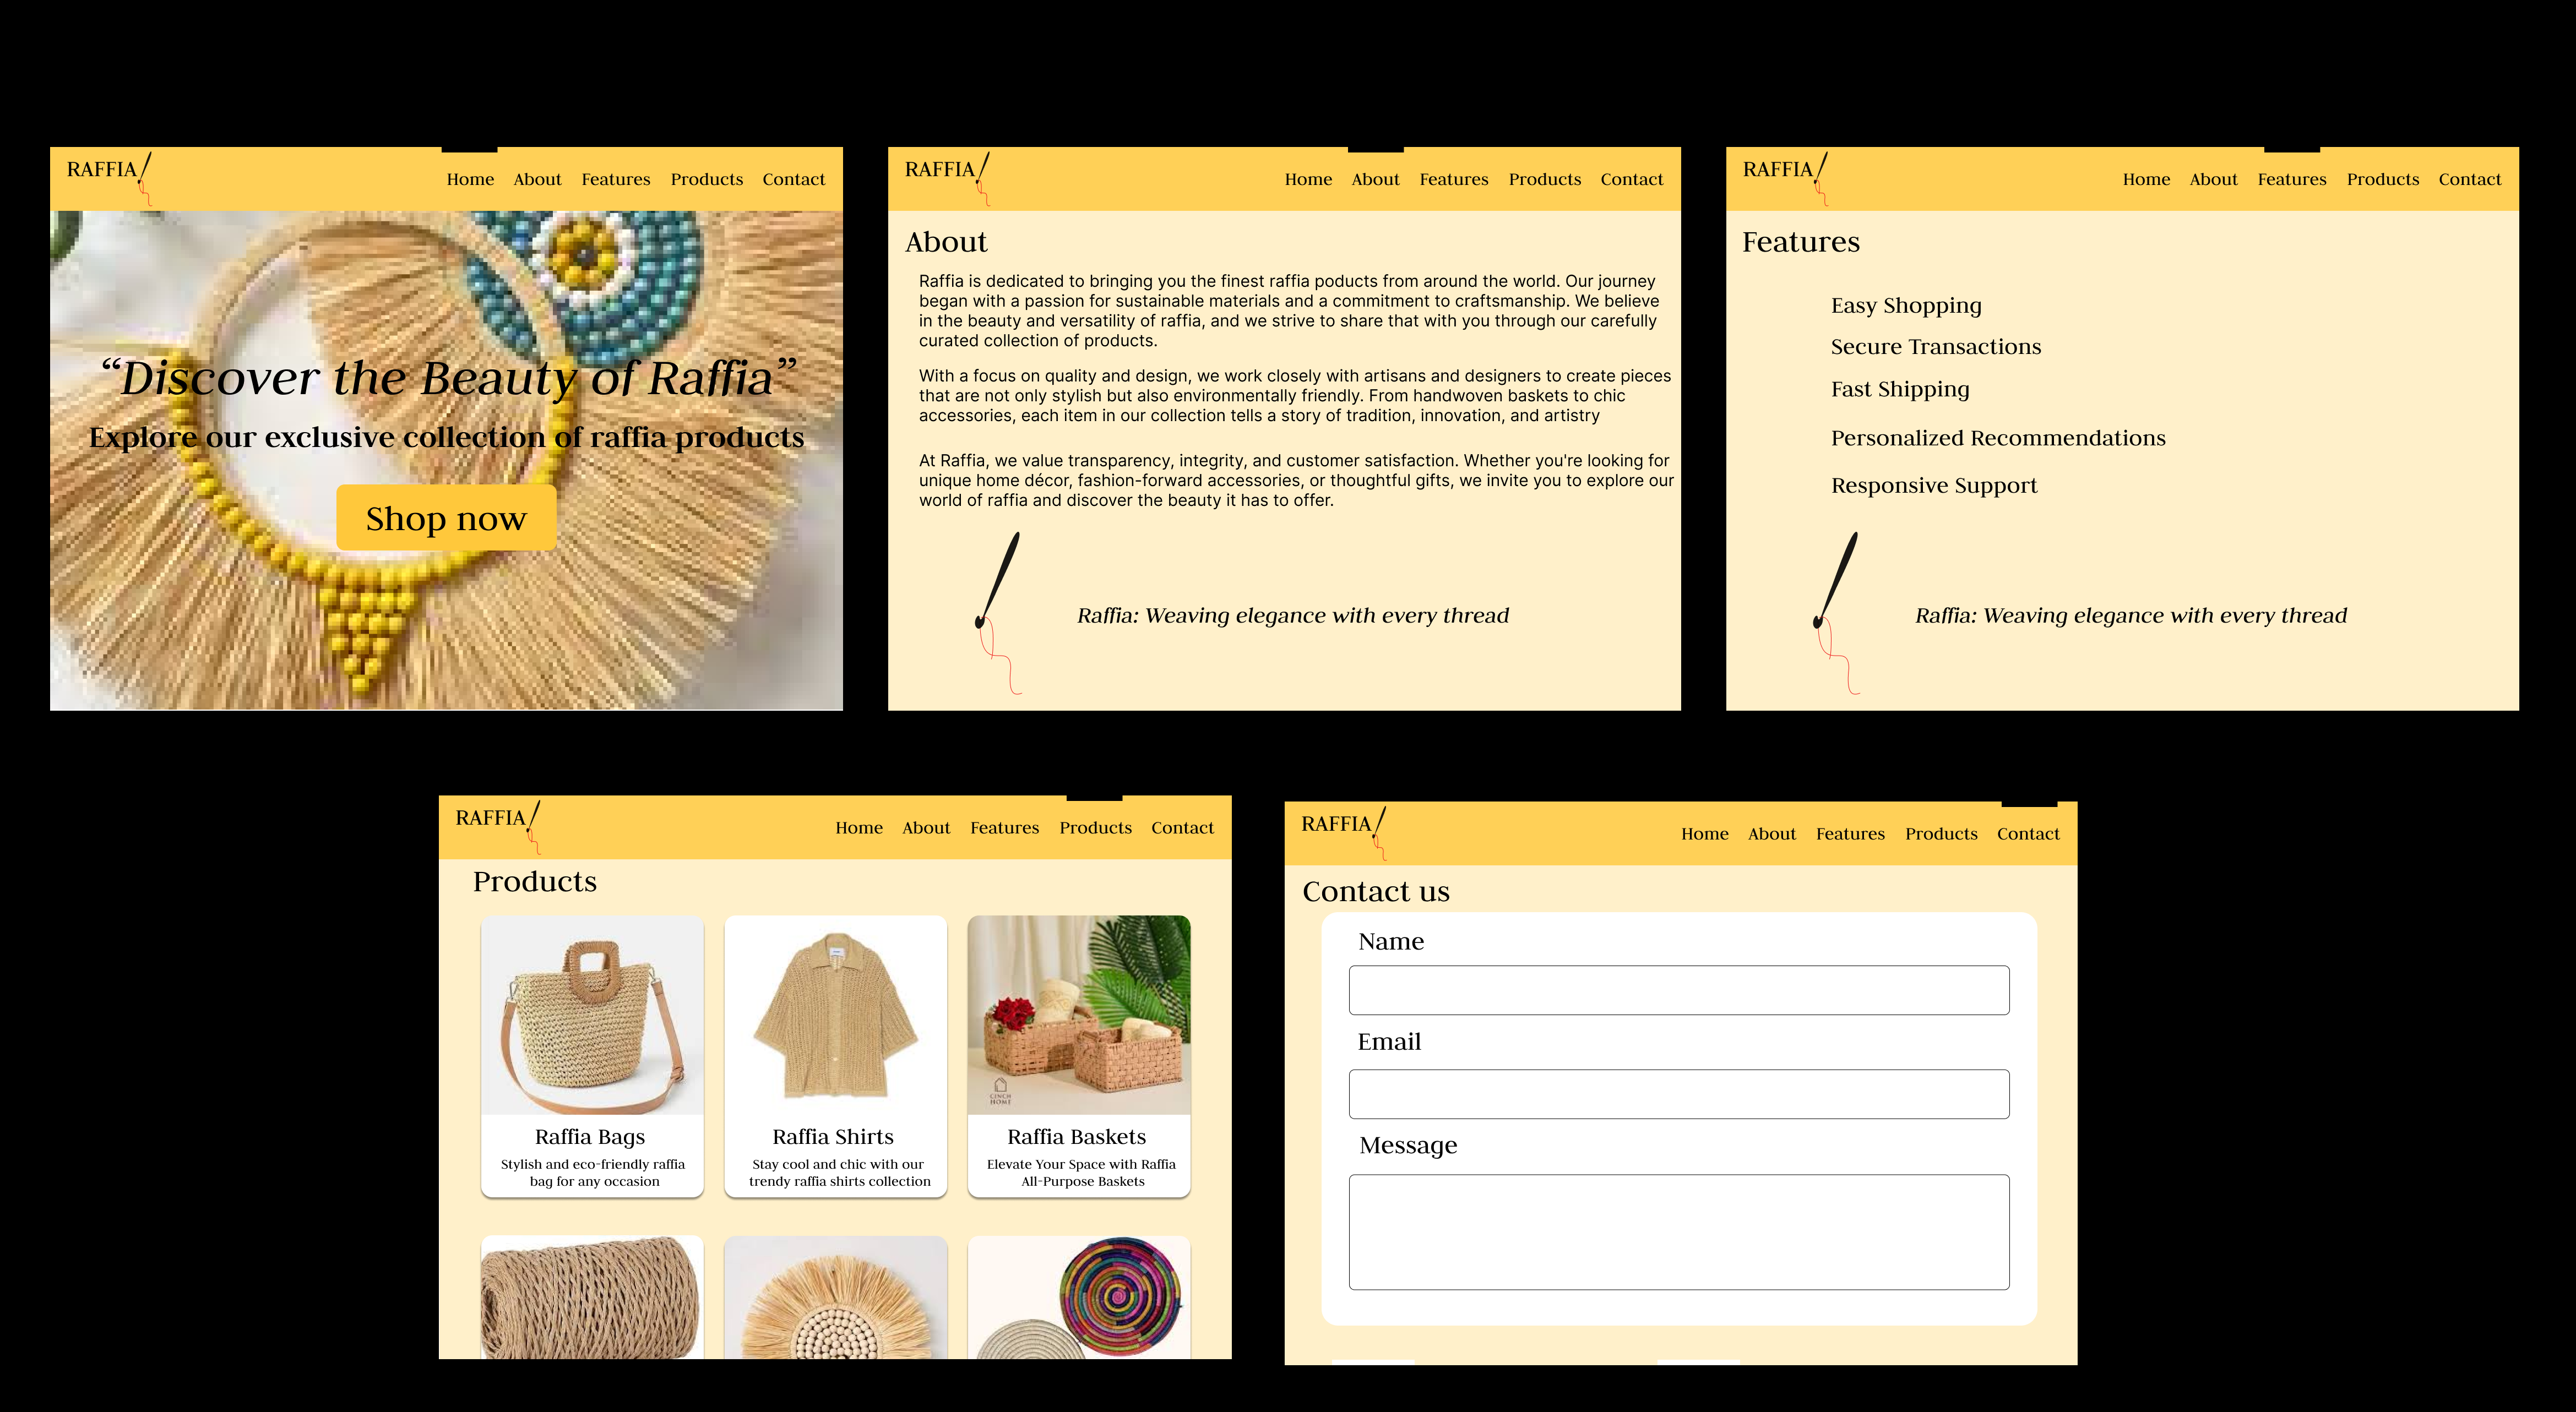 RAFFIA
Home About Features Products Contact
“Discover the Beauty of Raffia”
Explore our exclusive collection of raffia products
Shop now
RAFFIA
Home About Features Products Contact
About
Raffia is dedicated to bringing you the finest raffia poducts from around the world. Our journey
began with a passion for sustainable materials and a commitment to craftsmanship. We believe
in the beauty and versatility of raffia, and we strive to share that with you through our carefully
curated collection of products.
With a focus on quality and design, we work closely with artisans and designers to create pieces
that are not only stylish but also environmentally friendly. From handwoven baskets to chic
accessories, each item in our collection tells a story of tradition, innovation, and artistry
At Raffia, we value transparency, integrity, and customer satisfaction. Whether you're looking for
unique home décor, fashion-forward accessories, or thoughtful gifts, we invite you to explore our
world of raffia and discover the beauty it has to offer.
Raffia: Weaving elegance with every thread
RAFFIA
Home About Features Products Contact
Features
Easy Shopping
Secure Transactions
Fast Shipping
Personalized Recommendations
Responsive Support
Raffia: Weaving elegance with every thread
RAFFIA
Home About Features Products Contact
Products
CINCH
HOME
Raffia Bags
Stylish and eco-friendly raffia
bag for any occasion
Raffia Shirts
Stay cool and chic with our
trendy raffia shirts collection
Raffia Baskets
Elevate Your Space with Raffia
All-Purpose Baskets
RAFFIA
Home About Features Products Contact
Contact us
Name
Email
Message